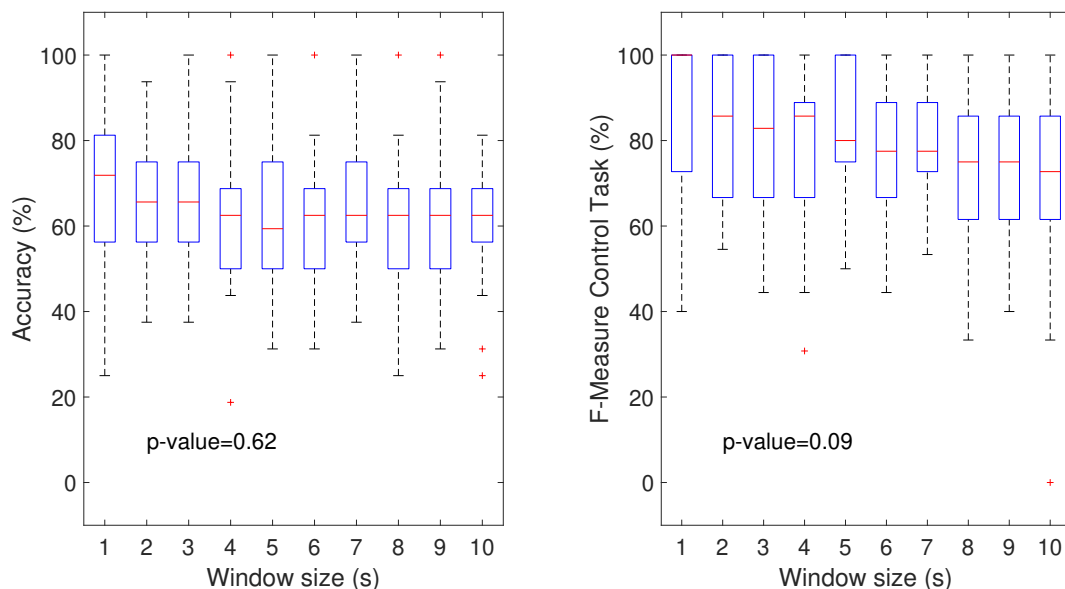 100
80
60
40
20
0
Accuracy (%)
p-value=0.62
1 2 3 4 5 6 7 8 9 10
Window size (s)
100
80
60
40
20
0
F-Measure Control Task (%)
p-value=0.09
1 2 3 4 5 6 7 8 9 10
Window size (s)